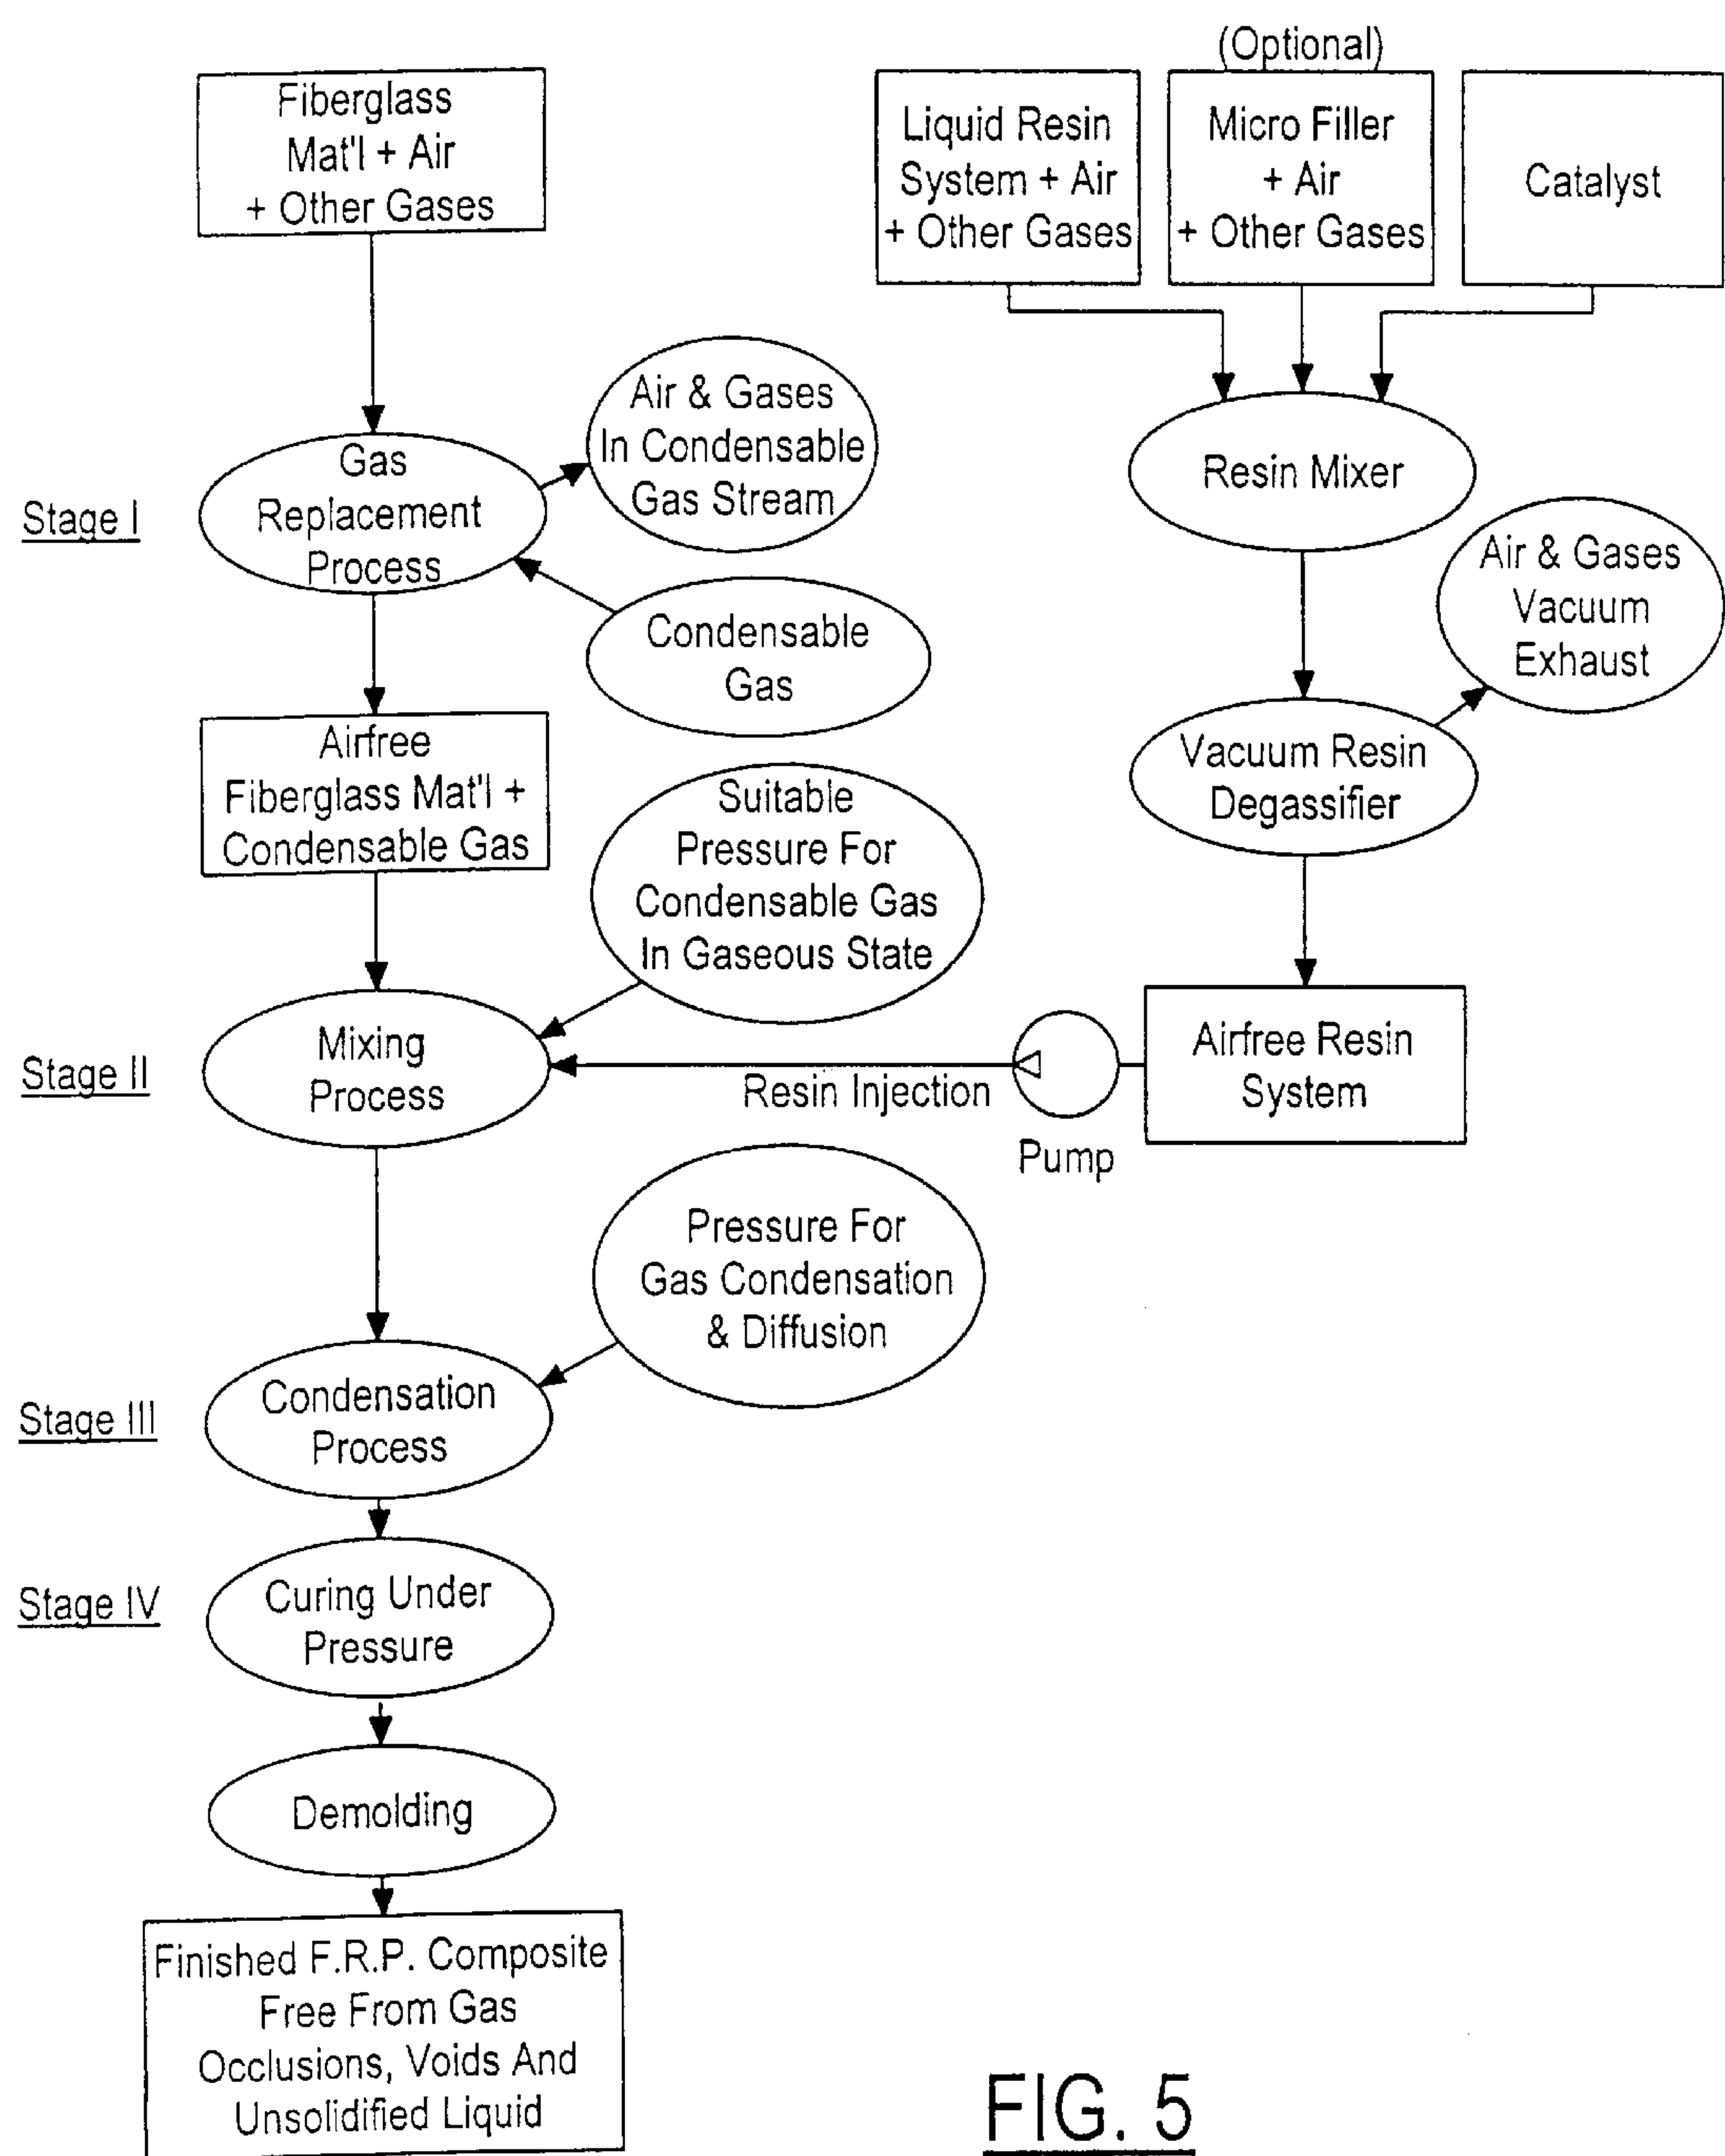 Fiberglass
Mat'l + Air
+ Other Gases
(Optional)
Liquid Resin
System + Air
+ Other Gases
Micro Filler
+ Air
+ Other Gases
Catalyst
Stage I
Gas
Replacement
Process
Air & Gases
In Condensable
Gas Stream
Condensable
Gas
Resin Mixer
Air & Gases
Vacuum
Exhaust
Vacuum Resin
Degassifier
Airfree
Fiberglass Mat'l +
Condensable Gas
Suitable
Pressure For
Condensable Gas
In Gaseous State
Stage II
Mixing
Process
Resin Injection
Pump
Airfree Resin
System
Pressure For
Gas Condensation
& Diffusion
Stage III
Condensation
Process
Stage IV
Curing Under
Pressure
Demolding
Finished F.R.P. Composite
Free From Gas
Occlusions, Voids And
Unsolidified Liquid
FIG. 5